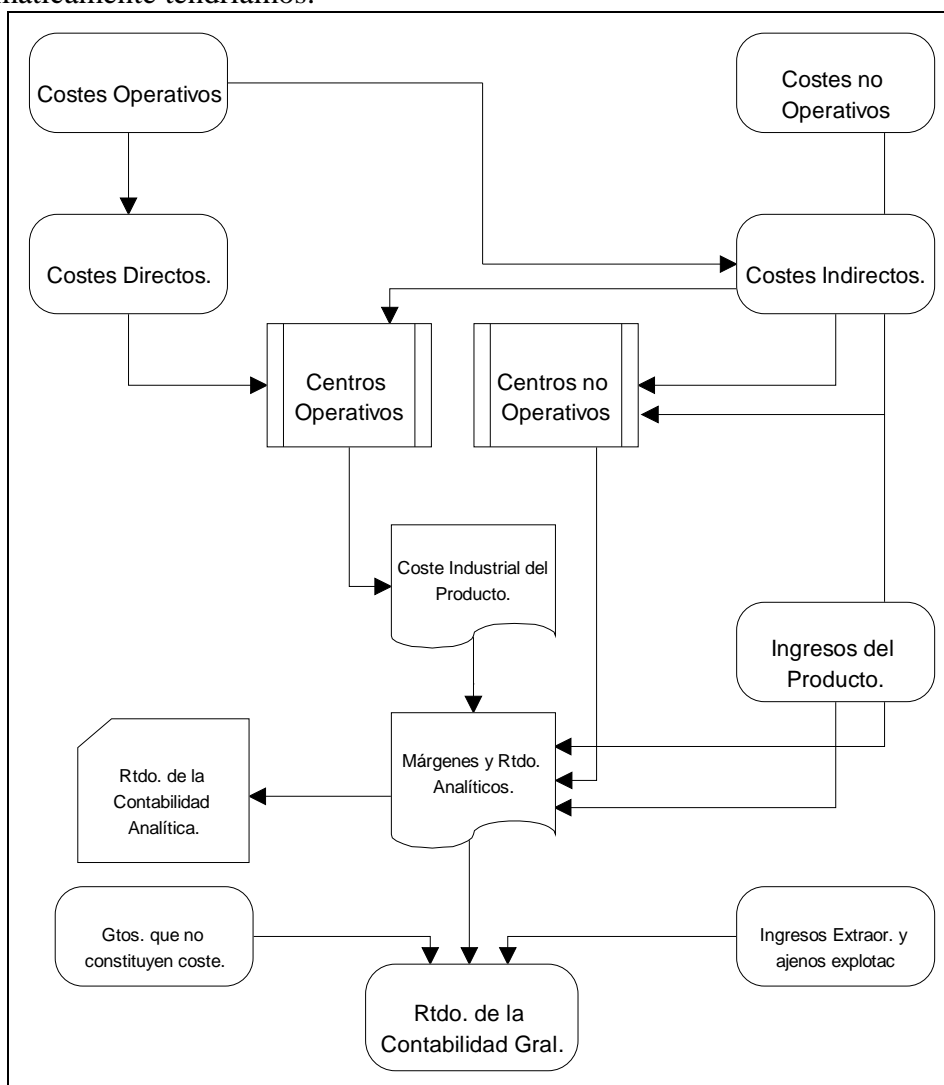 máticamente tendríamos:
Costes Operativos
Costes no
Operativos
Costes Directos.
Costes Indirectos.
Centros
Operativos
Centros no
Operativos
Coste Industrial del
Producto.
Ingresos del
Producto.
Márgenes y Rtdo.
Analíticos.
Rtdo. de la
Contabilidad
Analítica.
Gtos. que no
constituyen coste.
Ingresos Extraor. y
ajenos explotac
Rtdo. de la
Contabilidad Gral.